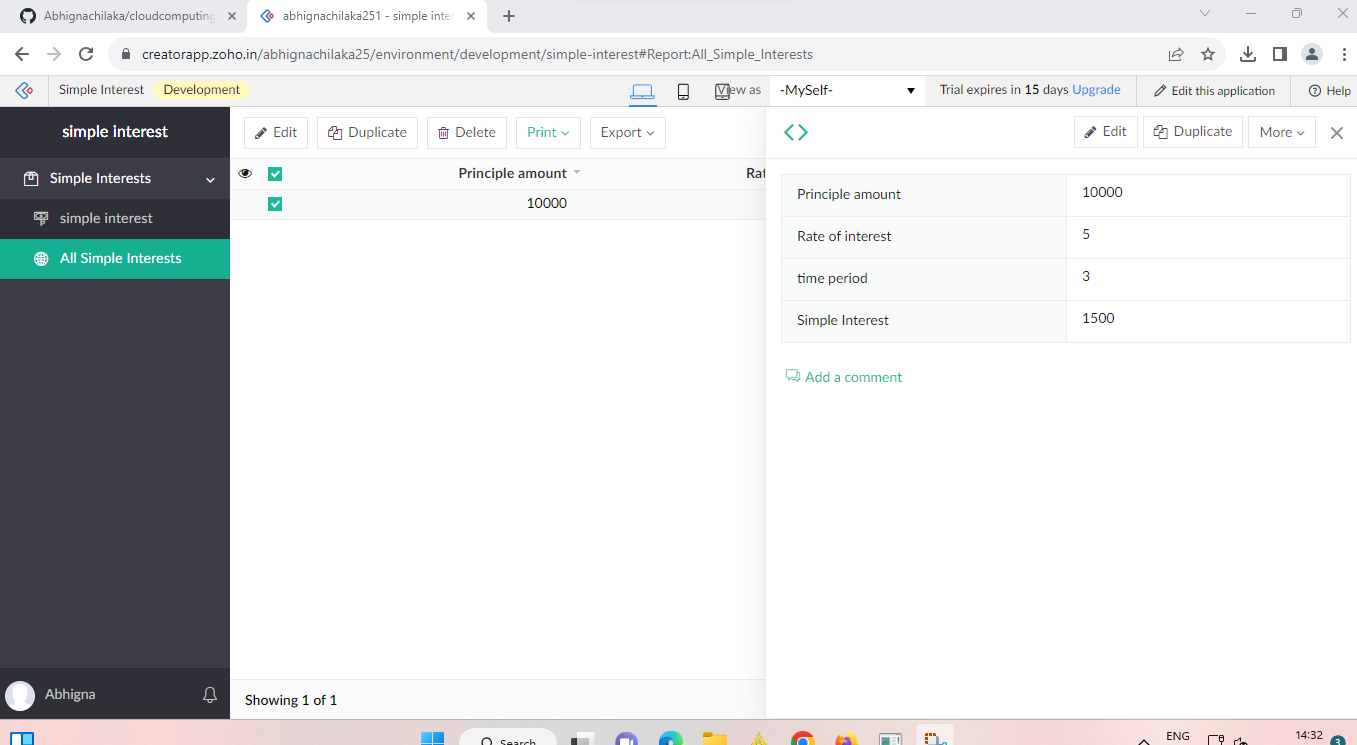 Abhignachilaka/cloudcomputing
abhignachilaka251 - simple inte
creatorapp.zoho.in/abhignachilaka25/environment/development/simple-interest#Report:All_Simple_Interests
Simple Interest Development
View as -MySelf- Trial expires in 15 days Upgrade Edit this application Help
simple interest
Simple Interests
simple interest
All Simple Interests
Abhigna
Edit Duplicate Delete Print Export
Principle amount Rat
10000
Showing 1 of 1
Edit Duplicate More
Principle amount 10000
Rate of interest 5
time period 3
Simple Interest 1500
Add a comment
Search
ENG
14:32
3